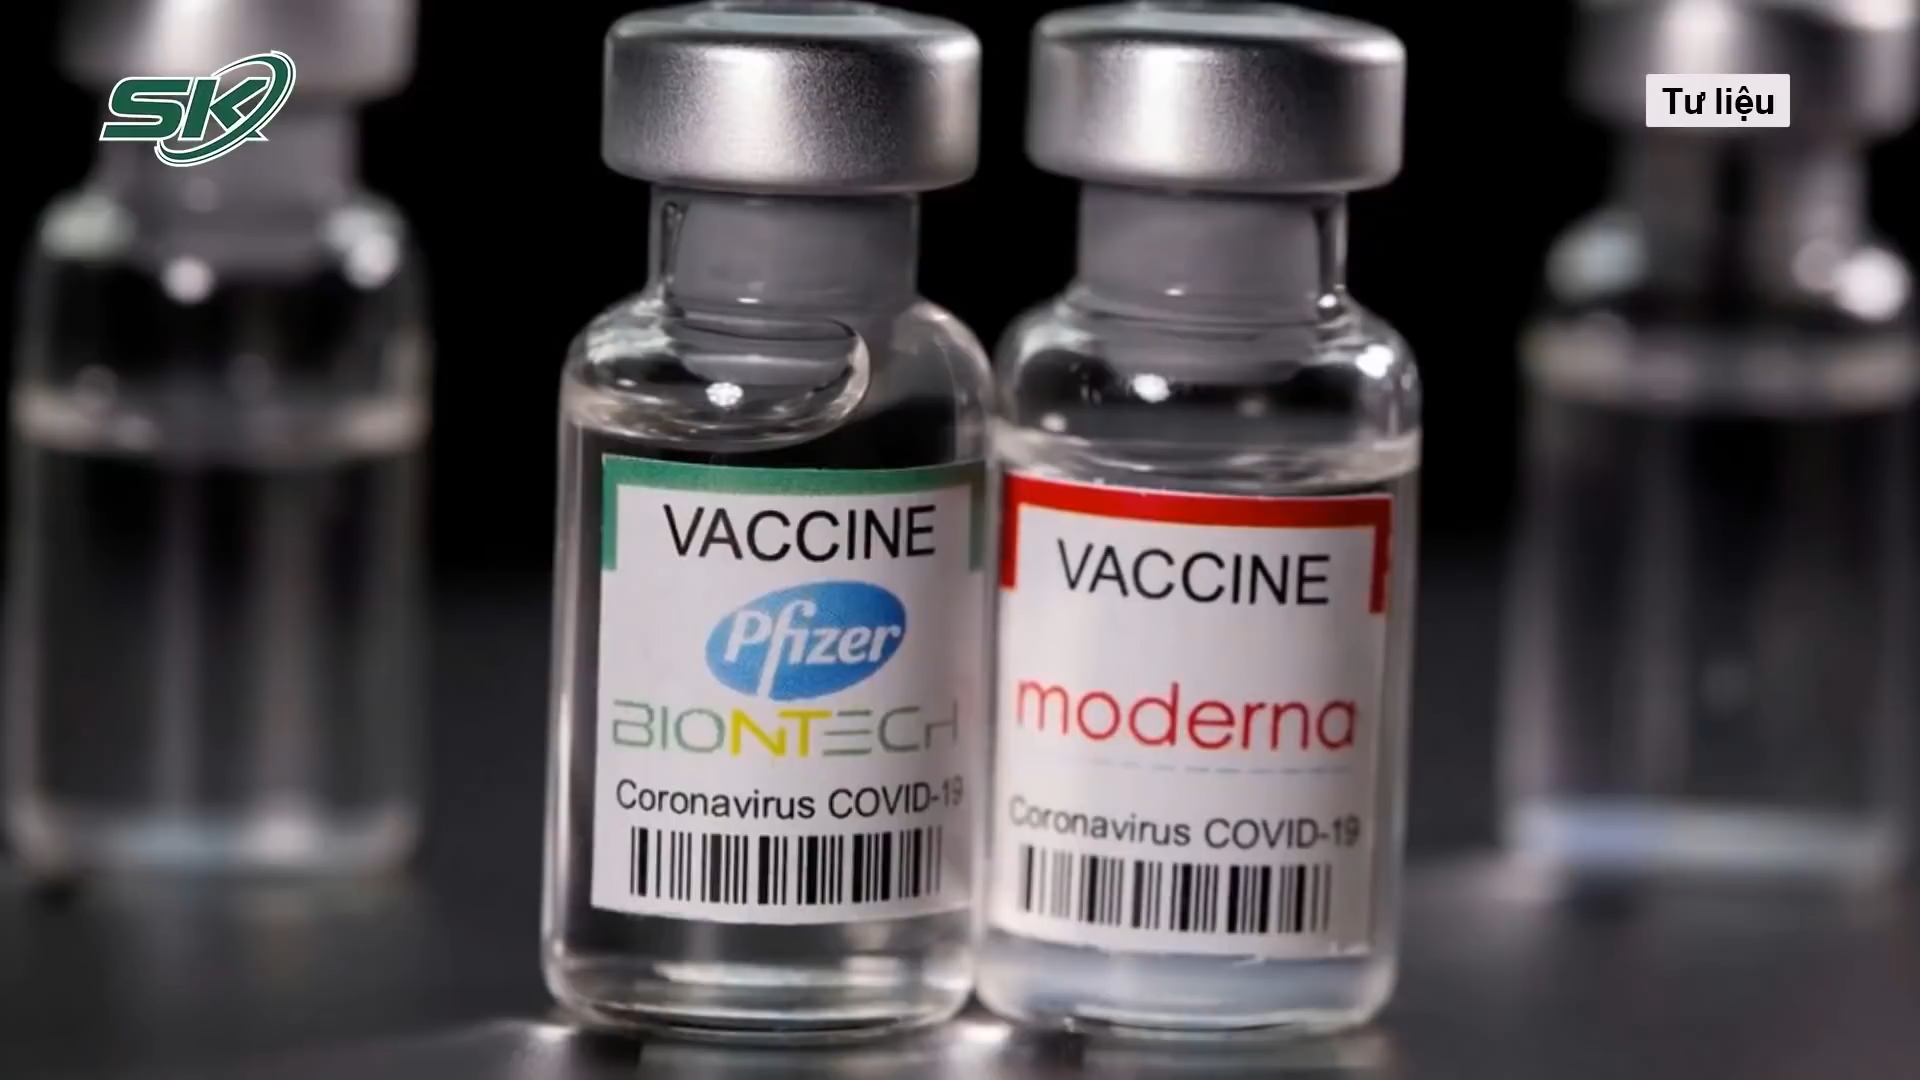 SK
Tư liệu
VACCINE
Pfizer
BIONTECH
Coronavirus COVID-19
VACCINE
moderna
Coronavirus COVID-19